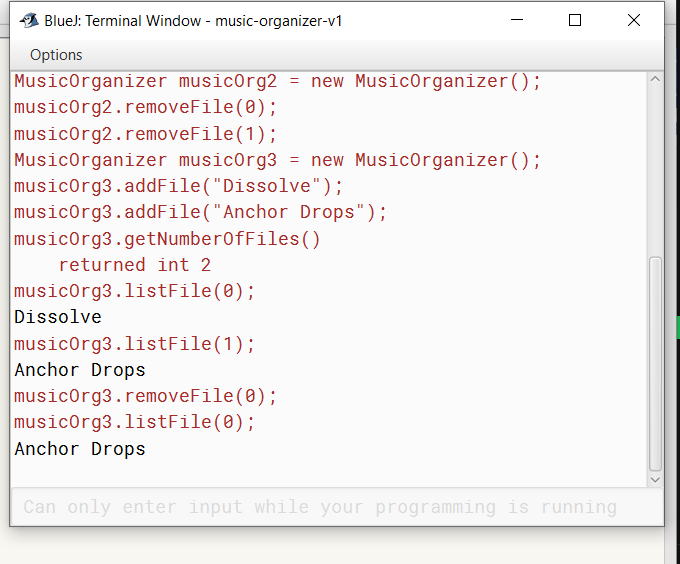 BlueJ: Terminal Window - music-organizer-v1
Options
MusicOrganizer musicOrg2 = new MusicOrganizer();
musicOrg2.removeFile(0);
musicOrg2.removeFile(1);
MusicOrganizer musicOrg3 = new MusicOrganizer();
musicOrg3.addFile("Dissolve");
musicOrg3.addFile("Anchor Drops");
musicOrg3.getNumberOfFiles()
    returned int 2
musicOrg3.listFile(0);
Dissolve
musicOrg3.listFile(1);
Anchor Drops
musicOrg3.removeFile(0);
musicOrg3.listFile(0);
Anchor Drops
Can only enter input while your programming is running